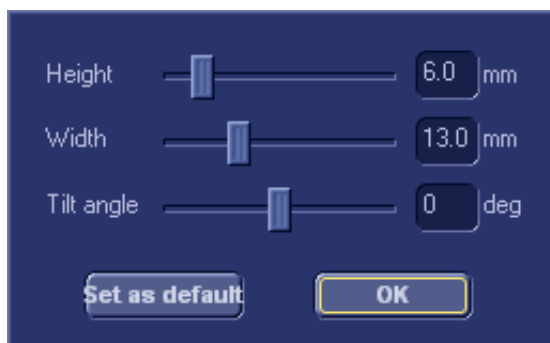 Height 6.0 mm
Width 13.0 mm
Tilt angle 0 deg
Set as default OK